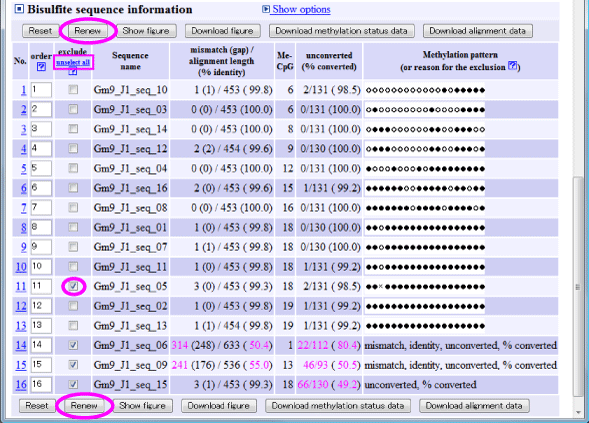 Bisulfite sequence information Show options
Reset Renew Show figure Download figure Download methylation status data Download alignment data
No. order ? exclude unselect all ? Sequence name mismatch (gap) / alignment length (% identity) Me-CpG unconverted (% converted) Methylation pattern (or reason for the exclusion ?)
1 1 Gm9_J1_seq_10 1 (1) / 453 ( 99.8) 6 2/131 ( 98.5)
2 2 Gm9_J1_seq_03 0 (0) / 453 (100.0) 6 0/131 (100.0)
3 3 Gm9_J1_seq_14 0 (0) / 453 (100.0) 8 0/131 (100.0)
4 4 Gm9_J1_seq_12 2 (2) / 454 ( 99.6) 9 0/130 (100.0)
5 5 Gm9_J1_seq_04 0 (0) / 453 (100.0) 12 0/131 (100.0)
6 6 Gm9_J1_seq_16 2 (0) / 453 ( 99.6) 15 1/131 ( 99.2)
7 7 Gm9_J1_seq_08 0 (0) / 453 (100.0) 16 0/131 (100.0)
8 8 Gm9_J1_seq_01 1 (0) / 453 ( 99.8) 18 0/130 (100.0)
9 9 Gm9_J1_seq_07 1 (1) / 453 ( 99.8) 18 0/130 (100.0)
10 10 Gm9_J1_seq_11 1 (0) / 453 ( 99.8) 18 1/131 ( 99.2)
11 11 Gm9_J1_seq_05 3 (0) / 453 ( 99.3) 18 2/131 ( 98.5)
12 12 Gm9_J1_seq_02 1 (0) / 453 ( 99.8) 19 1/131 ( 99.2)
13 13 Gm9_J1_seq_13 1 (1) / 454 ( 99.8) 19 1/131 ( 99.2)
14 14 Gm9_J1_seq_06 314 (248) / 633 ( 50.4) 1 22/112 ( 80.4) mismatch, identity, unconverted, % converted
15 15 Gm9_J1_seq_09 241 (176) / 536 ( 55.0) 13 46/93 ( 50.5) mismatch, identity, unconverted, % converted
16 16 Gm9_J1_seq_15 3 (1) / 453 ( 99.3) 18 66/130 ( 49.2) unconverted, % converted
Reset Renew Show figure Download figure Download methylation status data Download alignment data